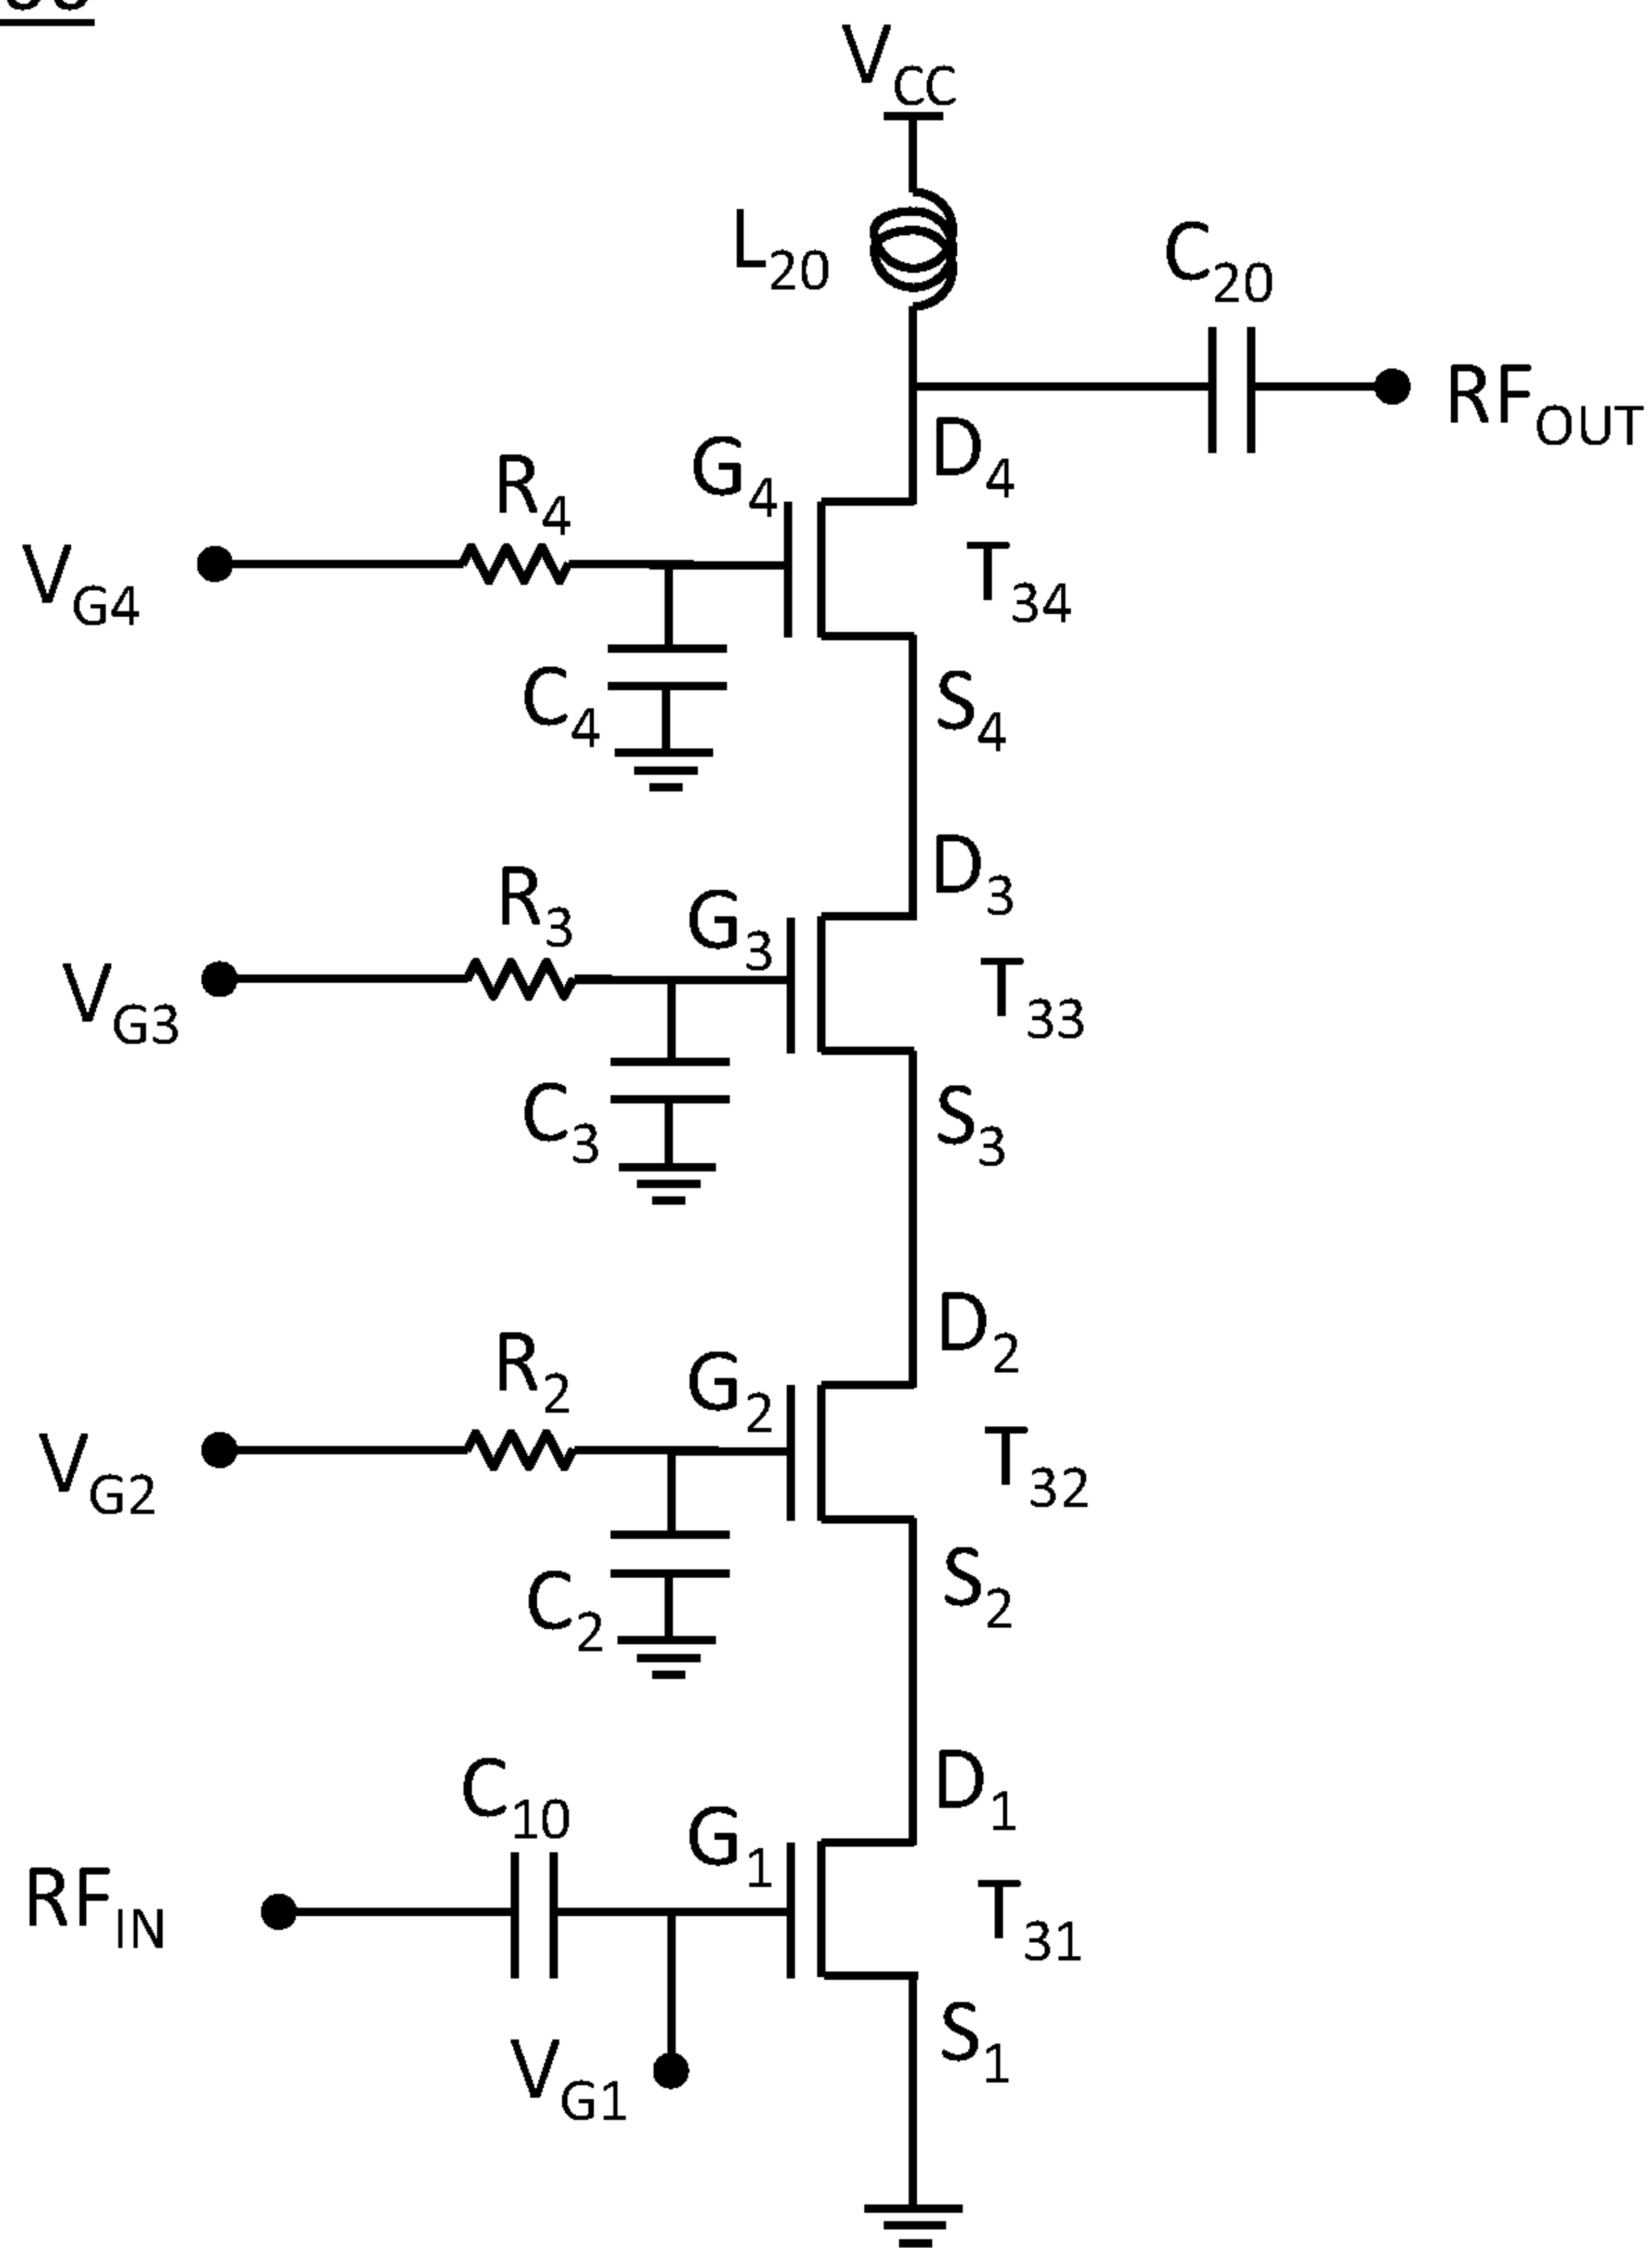 V_CC
L_20
C_20
RF_OUT
D_4
G_4
R_4
V_G4
T_34
C_4
S_4
D_3
R_3
G_3
V_G3
T_33
C_3
S_3
D_2
R_2
G_2
V_G2
T_32
C_2
S_2
D_1
C_10
G_1
RF_IN
T_31
S_1
V_G1